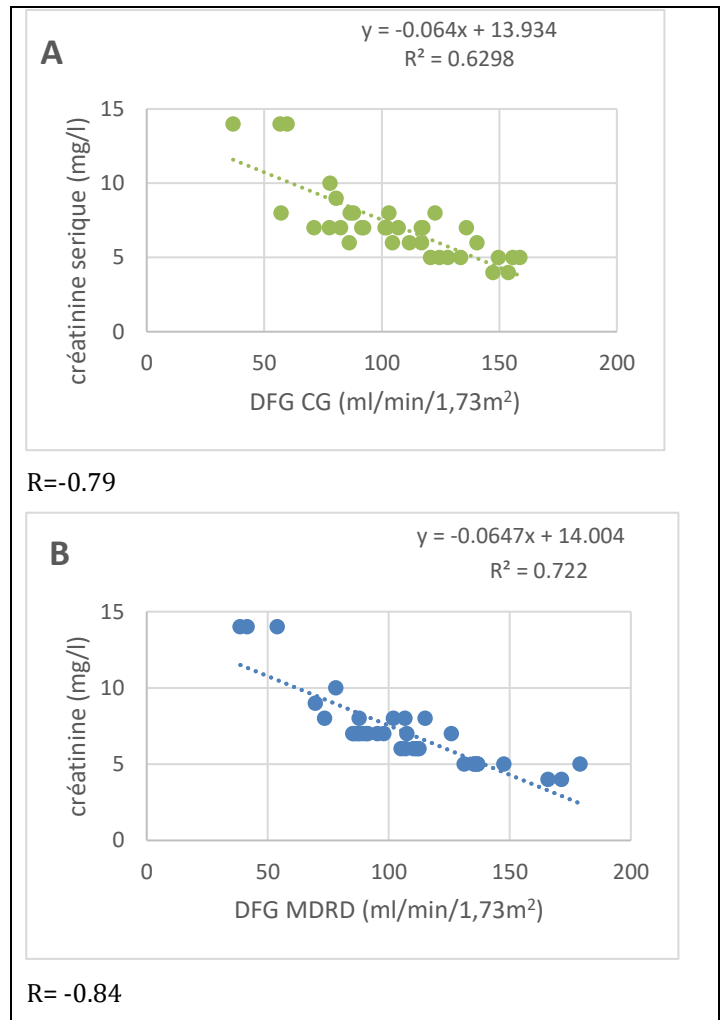 A
y = -0.064x + 13.934
R² = 0.6298
créatinine serique (mg/l)
15
10
5
0
0 50 100 150 200
DFG CG (ml/min/1,73m²)
R=-0.79
B
y = -0.0647x + 14.004
R² = 0.722
créatinine (mg/l)
15
10
5
0
0 50 100 150 200
DFG MDRD (ml/min/1,73m²)
R= -0.84